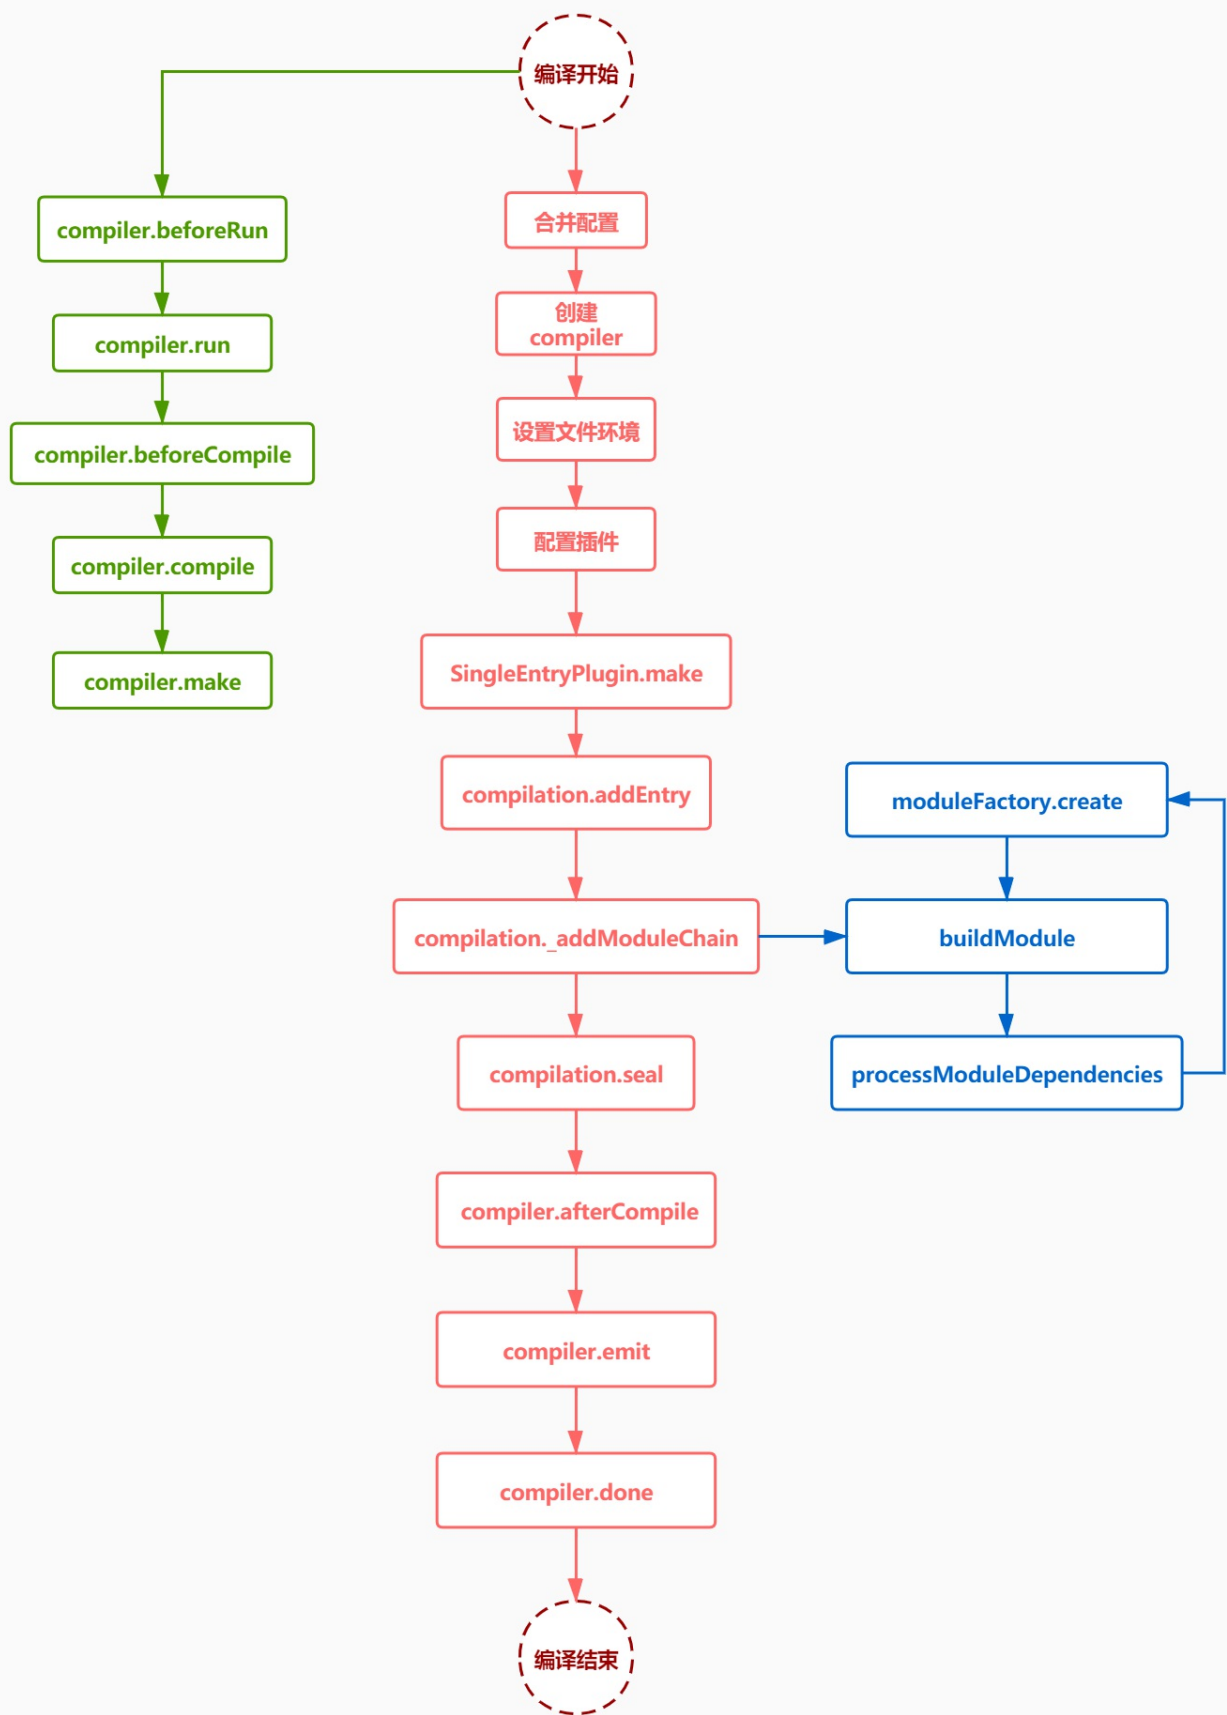 编译开始
compiler.beforeRun
compiler.run
compiler.beforeCompile
compiler.compile
compiler.make
合并配置
创建
compiler
设置文件环境
配置插件
SingleEntryPlugin.make
compilation.addEntry
compilation._addModuleChain
compilation.seal
compiler.afterCompile
compiler.emit
compiler.done
编译结束
moduleFactory.create
buildModule
processModuleDependencies